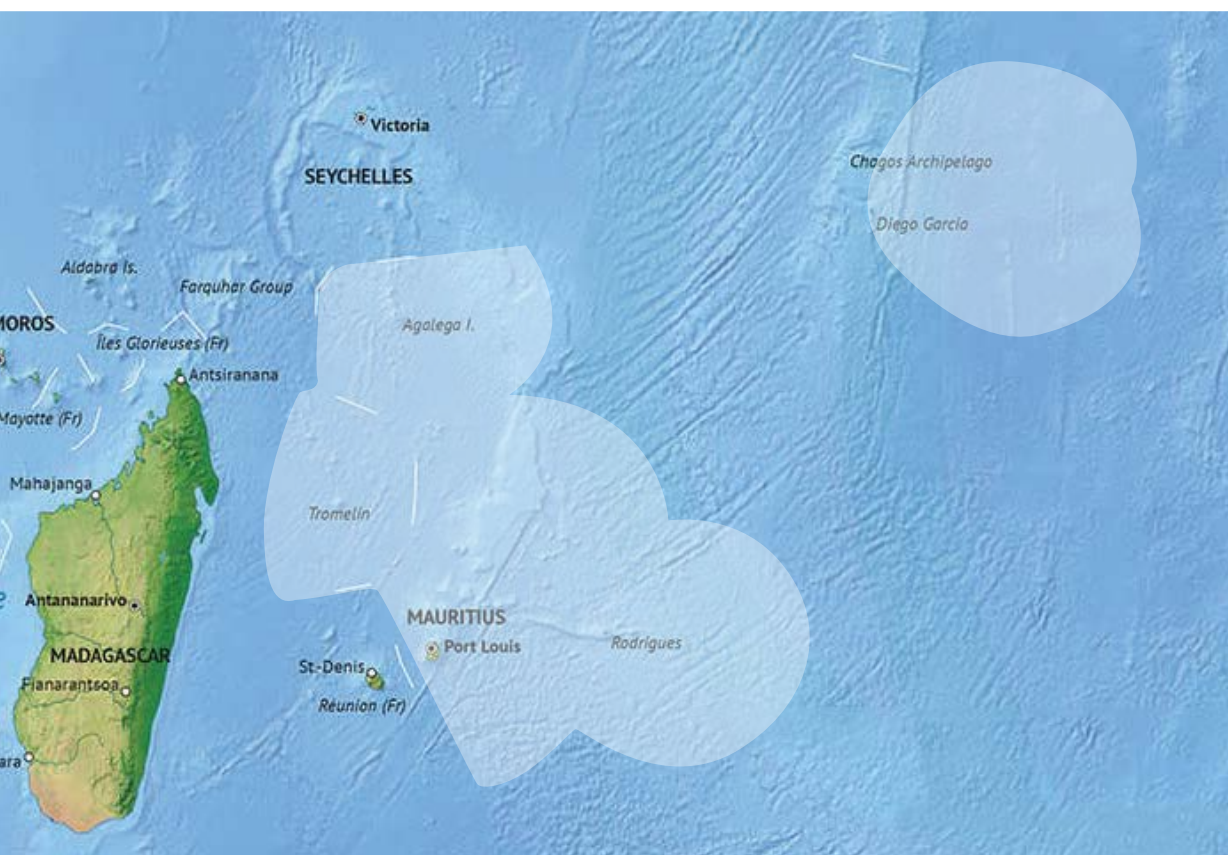 Victoria
SEYCHELLES
Chagos Archipelago
Diego Garcia
Aldabra Is.
Farquhar Group
Agalega I.
MOROS
Îles Glorieuses (Fr)
Antsiranana
Mayotte (Fr)
Mahajanga
Tromelin
e
Antananarivo
MAURITIUS
Port Louis
Rodrigues
MADAGASCAR
St-Denis
Fianarantsoa
Réunion (Fr)
ara